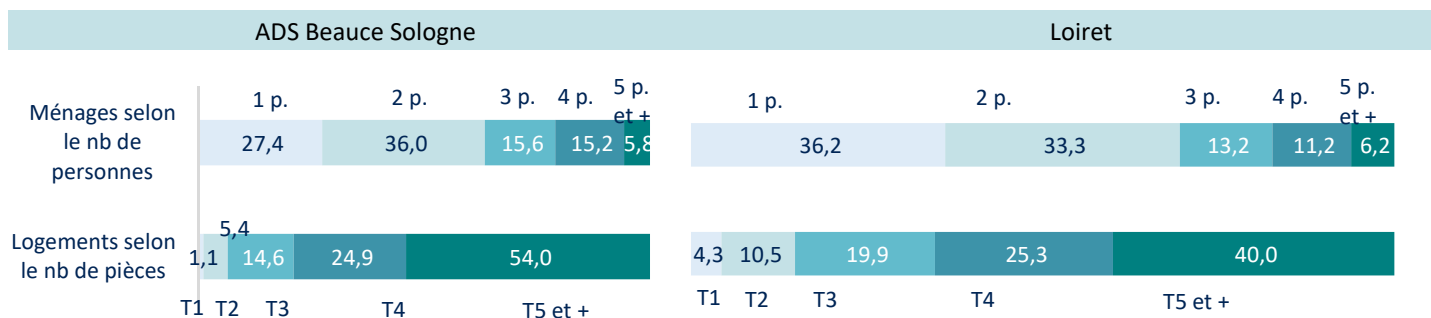 ADS Beauce Sologne
Loiret
Ménages selon
le nb de
personnes
1 p. 2 p. 3 p. 4 p. 5 p.
et +
27,4 36,0 15,6 15,2 5,8
1 p. 2 p. 3 p. 4 p. 5 p.
et +
36,2 33,3 13,2 11,2 6,2
Logements selon
le nb de pièces
1,1 5,4 14,6 24,9 54,0
T1 T2 T3 T4 T5 et +
4,3 10,5 19,9 25,3 40,0
T1 T2 T3 T4 T5 et +